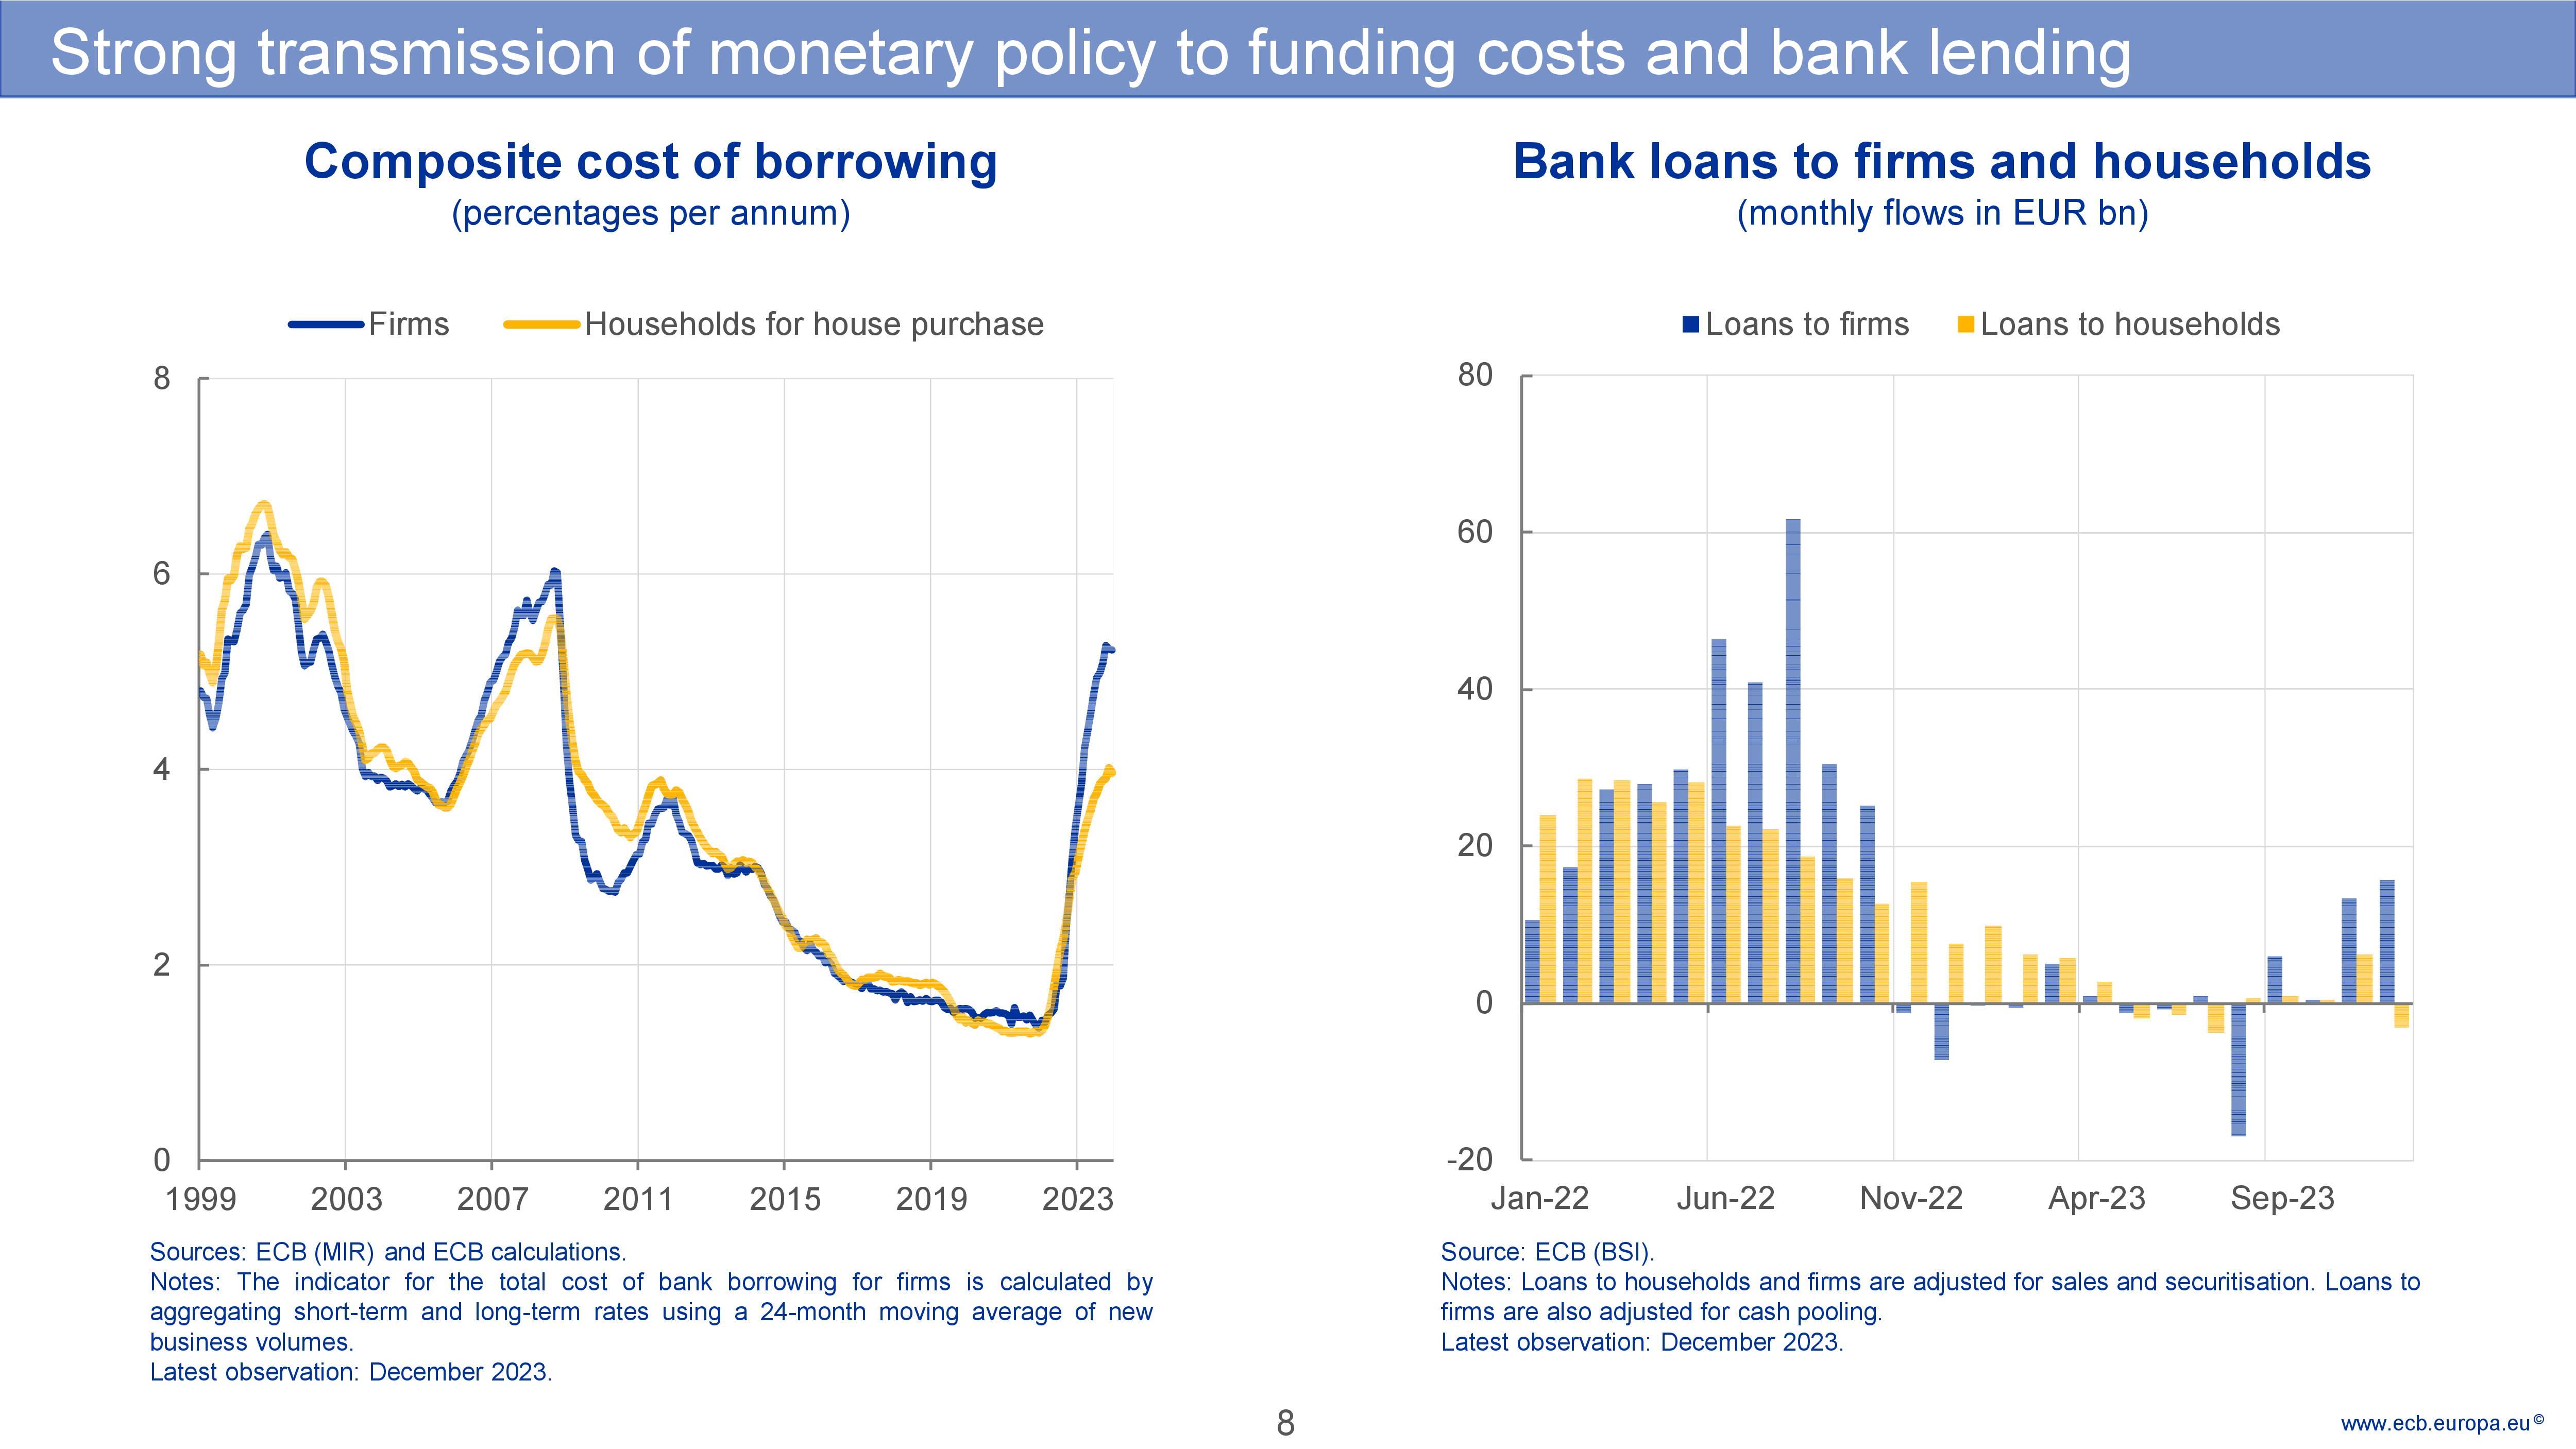 Strong transmission of monetary policy to funding costs and bank lending
Composite cost of borrowing
(percentages per annum)
Firms
Households for house purchase
8
6
4
2
0
1999
2003
2007
2011
2015
2019
2023
Sources: ECB (MIR) and ECB calculations.
Notes: The indicator for the total cost of bank borrowing for firms is calculated by
aggregating short-term and long-term rates using a 24-month moving average of new
business volumes.
Latest observation: December 2023.
Bank loans to firms and households
(monthly flows in EUR bn)
Loans to firms
Loans to households
80
60
40
20
0
-20
Jan-22
Jun-22
Nov-22
Apr-23
Sep-23
Source: ECB (BSI).
Notes: Loans to households and firms are adjusted for sales and securitisation. Loans to
firms are also adjusted for cash pooling.
Latest observation: December 2023.
8
www.ecb.europa.eu©